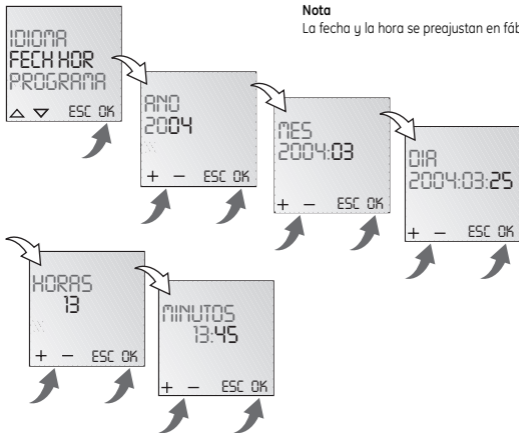 Nota
La fecha y la hora se preajustan en
IDIOMA
FECH HOR
PROGRAMA
△ ▽ ESC OK
ANO
2004
+ − ESC OK
MES
2004:03
+ − ESC OK
DIA
2004:03:25
+ − ESC OK
HORAS
13
+ − ESC OK
MINUTOS
13:45
+ − ESC OK